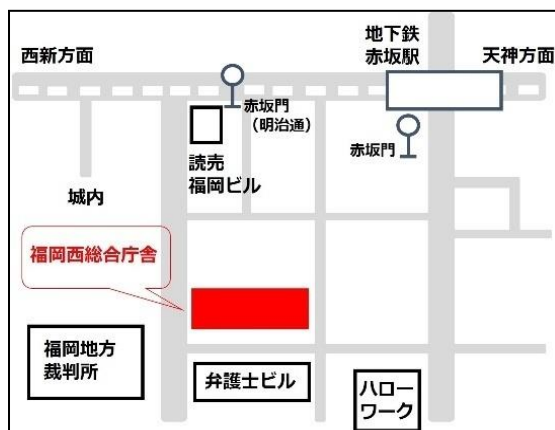 西新方面
地下鉄
赤坂駅
天神方面
赤坂門
（明治通）
赤坂門
読売
福岡ビル
城内
福岡西総合庁舎
福岡地方
裁判所
弁護士ビル
ハロー
ワーク